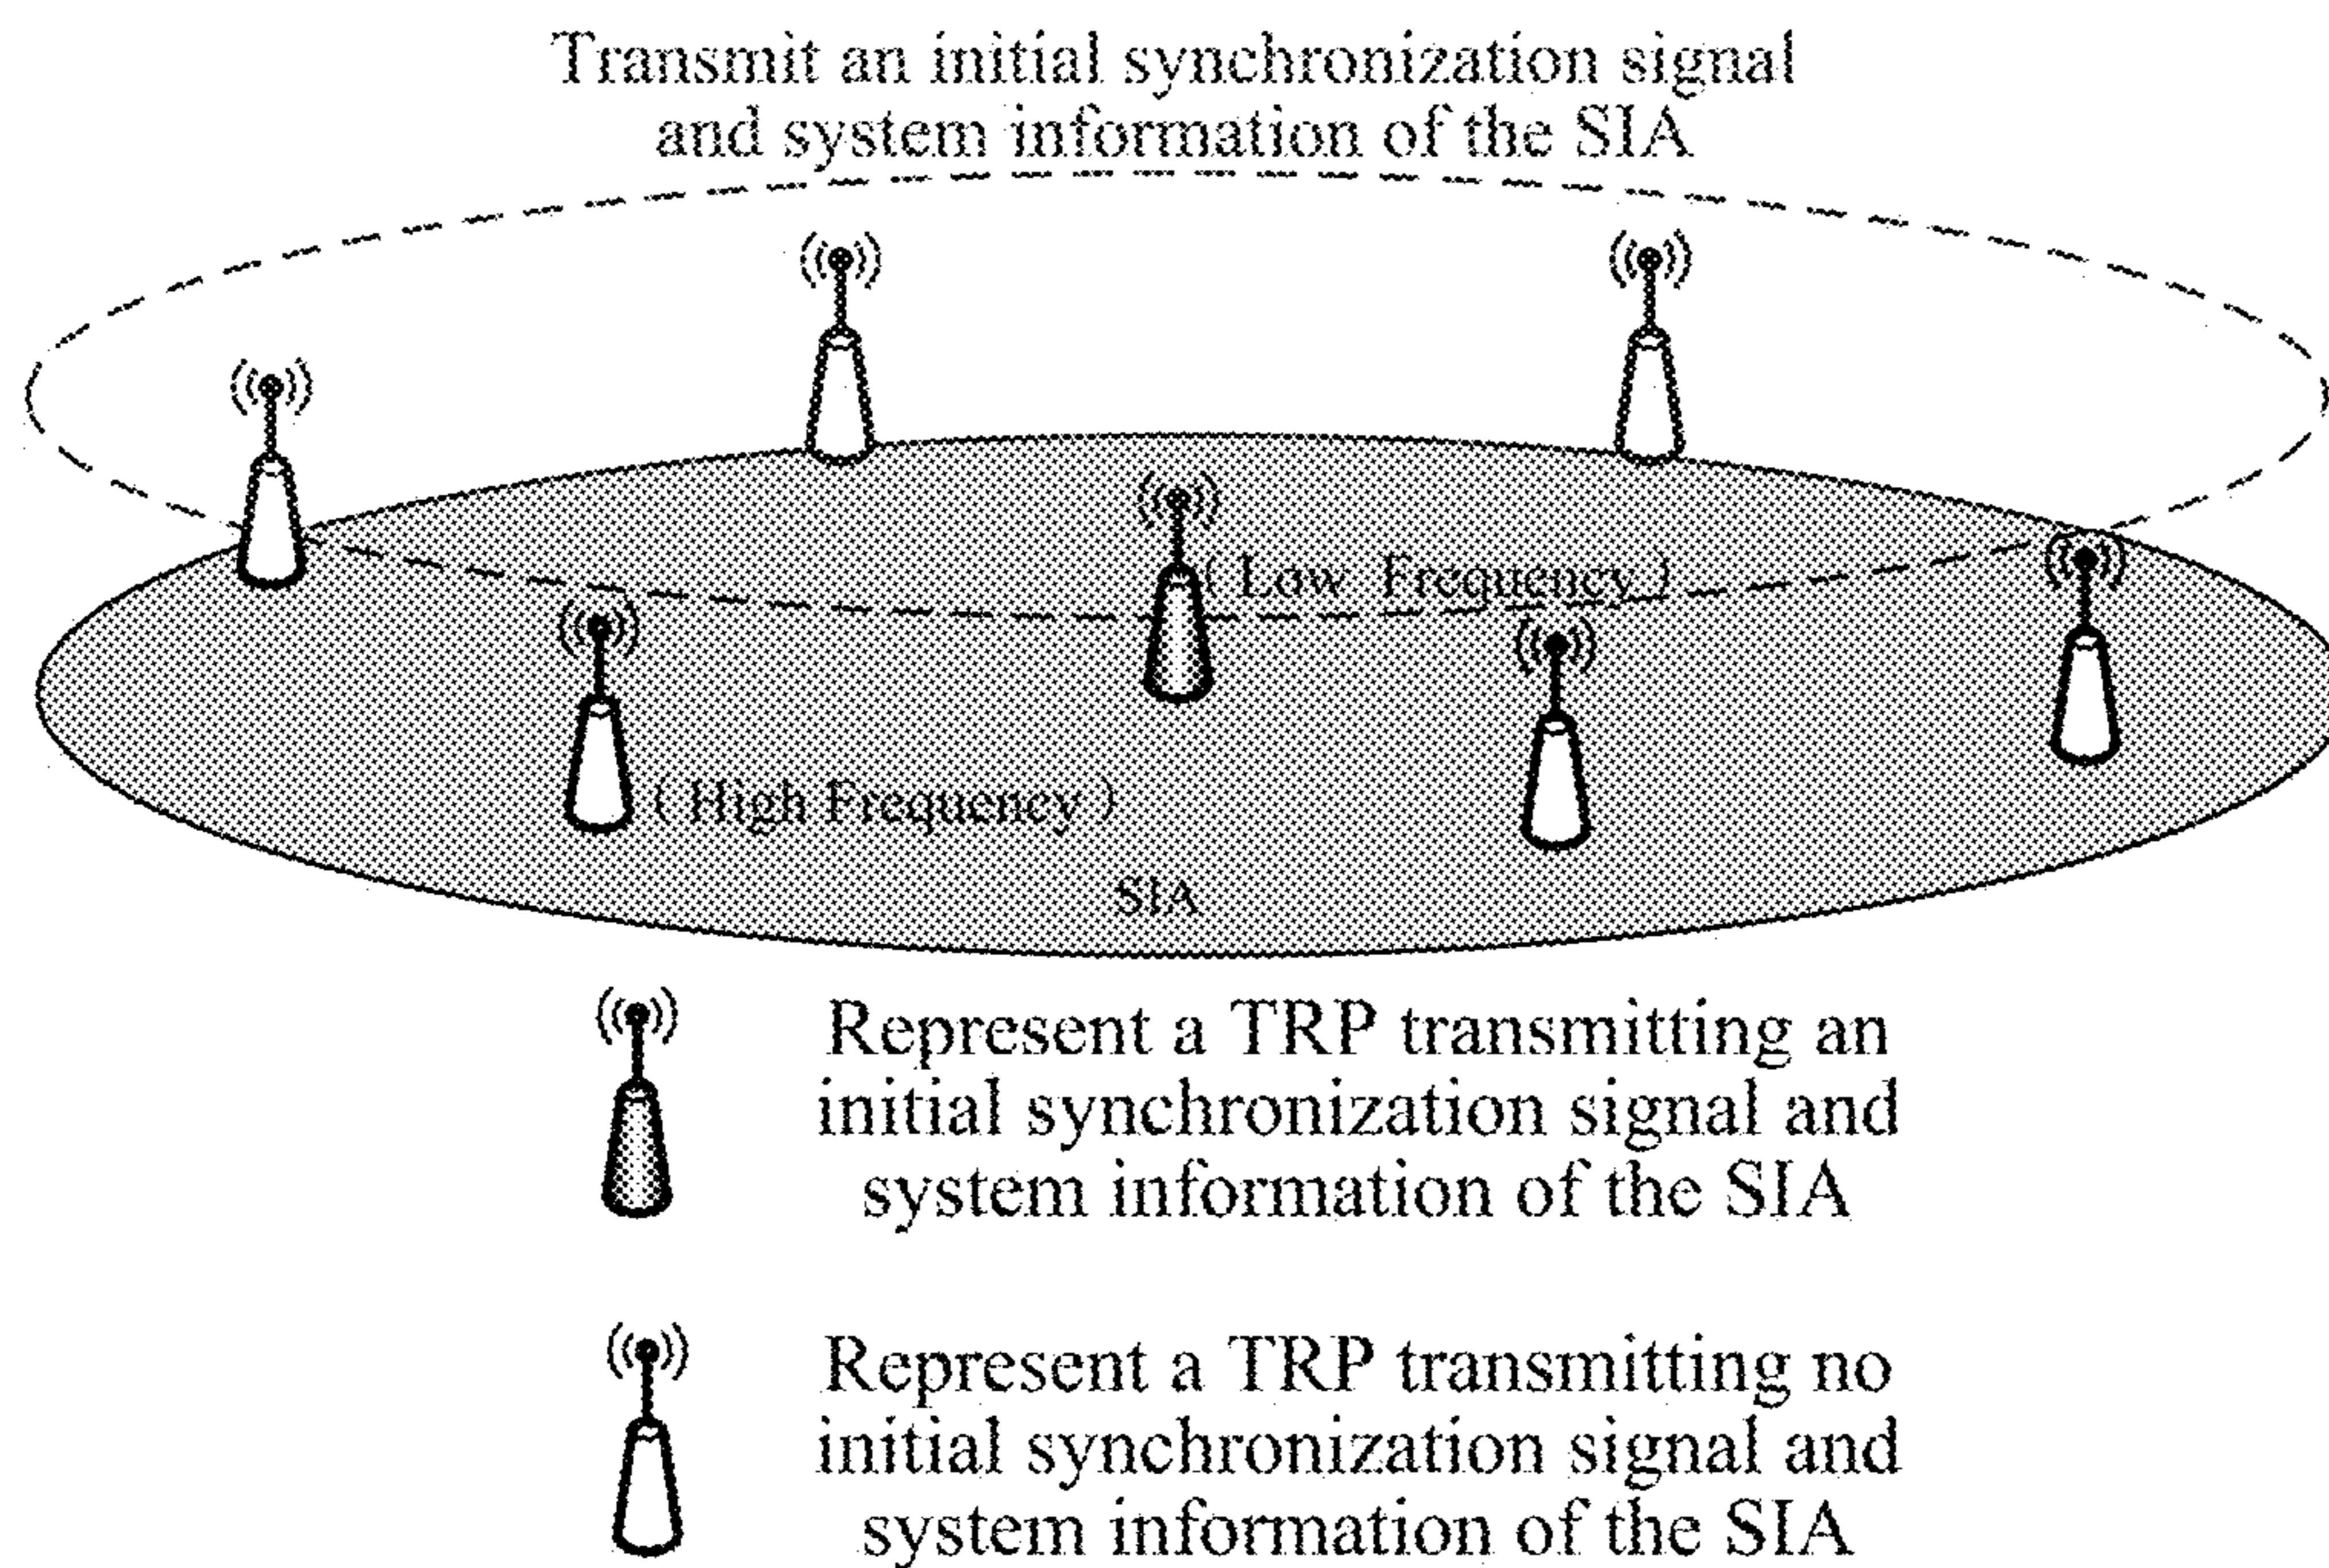 Transmit an initial synchronization signal
and system information of the SIA
( Low Frequency )
( High Frequency )
SIA
Represent a TRP transmitting an
initial synchronization signal and
system information of the SIA
Represent a TRP transmitting no
initial synchronization signal and
system information of the SIA